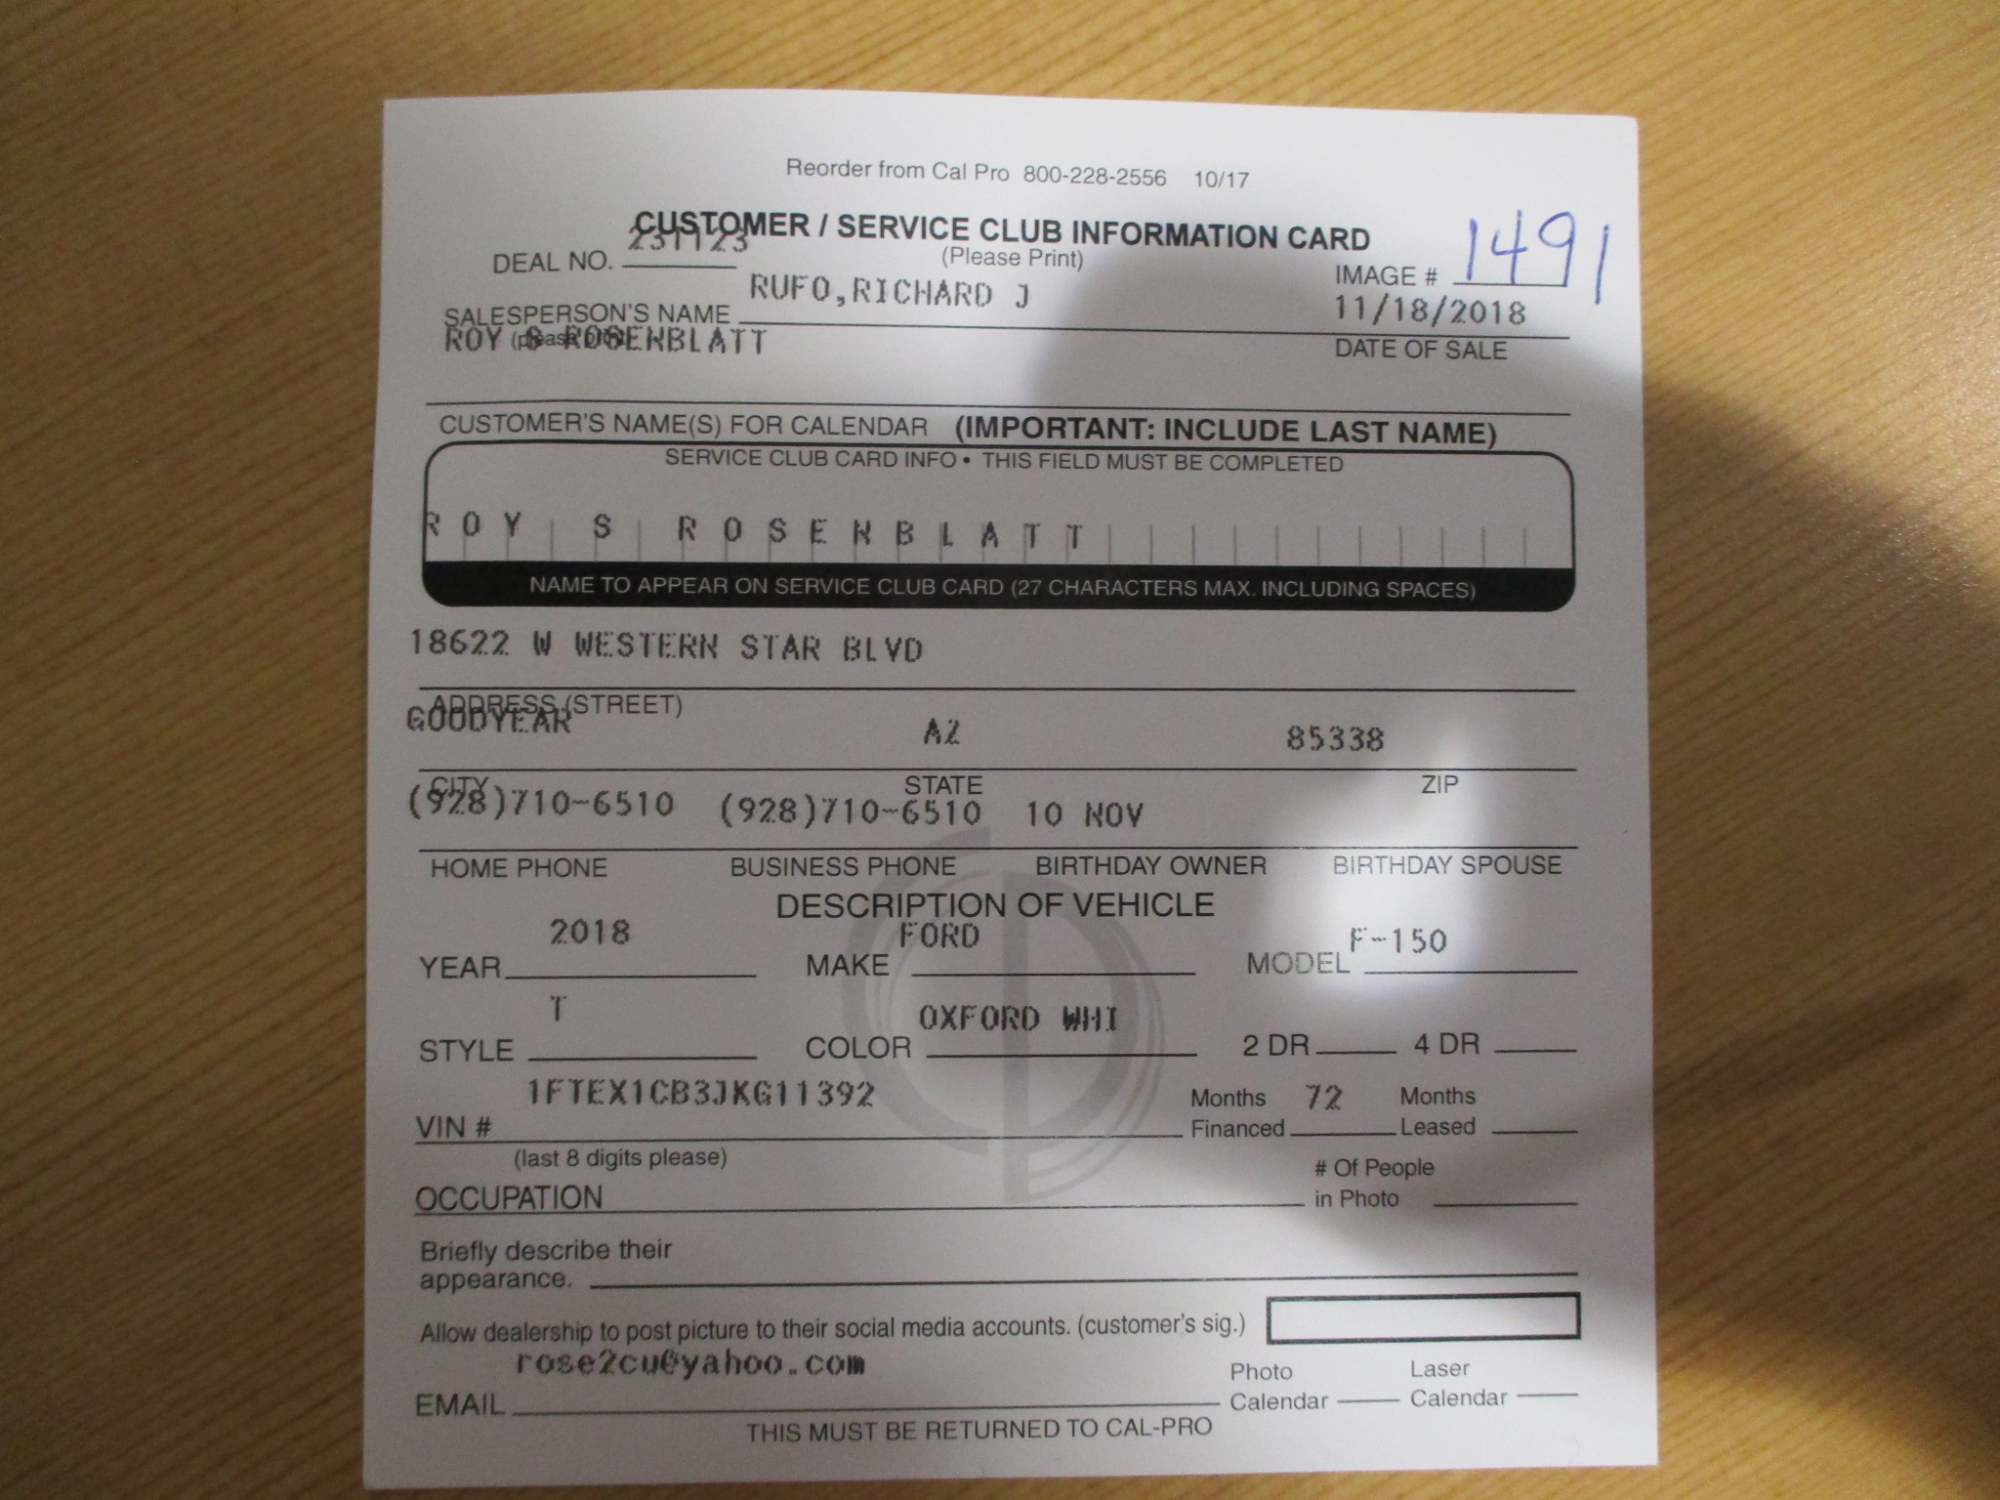 Reorder from Cal Pro 800-228-2556 10/17
CUSTOMER / SERVICE CLUB INFORMATION CARD
(Please Print)
DEAL NO. 231123
IMAGE # 1491
SALESPERSON'S NAME RUFO,RICHARD J
(please print)
11/18/2018
DATE OF SALE
ROY S ROSENBLATT
CUSTOMER'S NAME(S) FOR CALENDAR (IMPORTANT: INCLUDE LAST NAME)
SERVICE CLUB CARD INFO • THIS FIELD MUST BE COMPLETED
ROY S ROSENBLATT
NAME TO APPEAR ON SERVICE CLUB CARD (27 CHARACTERS MAX. INCLUDING SPACES)
18622 W WESTERN STAR BLVD
ADDRESS (STREET)
GOODYEAR AZ 85338
CITY STATE ZIP
(928)710-6510 (928)710-6510 10 NOV
HOME PHONE BUSINESS PHONE BIRTHDAY OWNER BIRTHDAY SPOUSE
DESCRIPTION OF VEHICLE
YEAR 2018 MAKE FORD MODEL F-150
STYLE T COLOR OXFORD WHI 2 DR 4 DR
VIN # 1FTEX1CB3JKG11392
(last 8 digits please)
Months Financed 72 Months Leased
OCCUPATION
# Of People in Photo
Briefly describe their
appearance.
Allow dealership to post picture to their social media accounts. (customer's sig.)
EMAIL rose2cu@yahoo.com
Photo Calendar Laser Calendar
THIS MUST BE RETURNED TO CAL-PRO